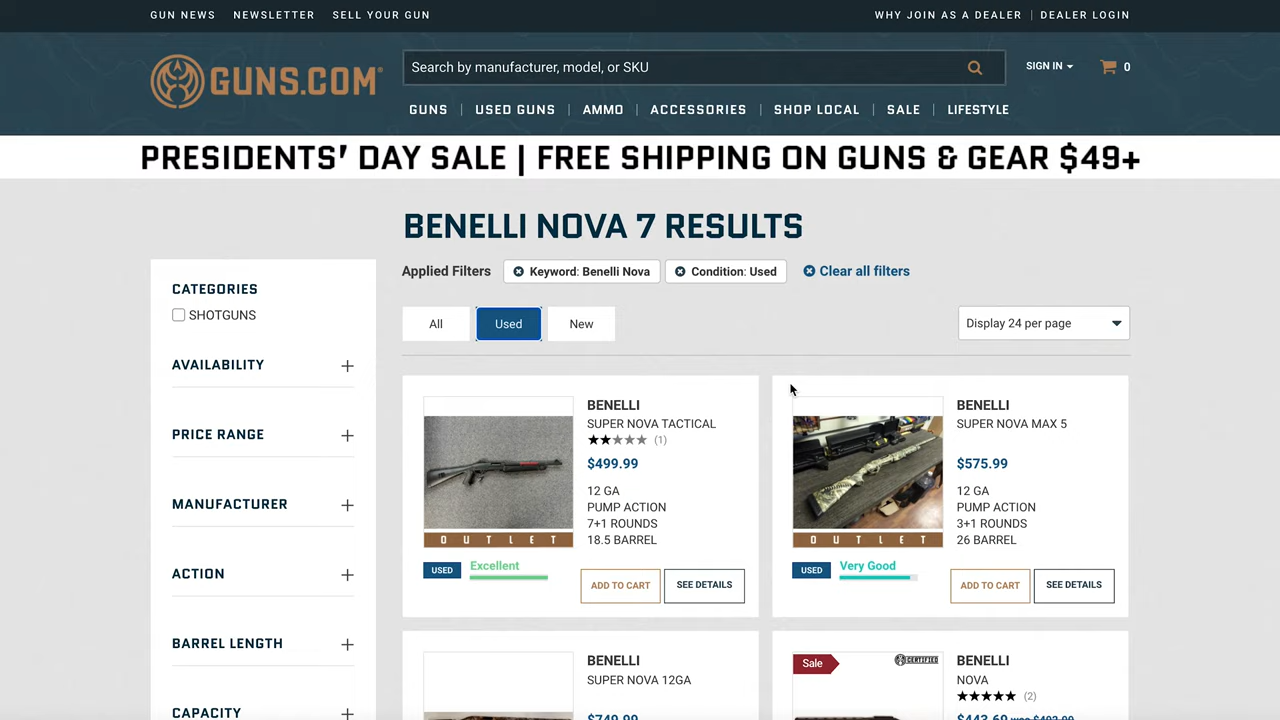 GUN NEWS NEWSLETTER SELL YOUR GUN WHY JOIN AS A DEALER | DEALER LOGIN
GUNS.COM® Search by manufacturer, model, or SKU SIGN IN 0
GUNS | USED GUNS | AMMO | ACCESSORIES | SHOP LOCAL | SALE | LIFESTYLE
PRESIDENTS' DAY SALE | FREE SHIPPING ON GUNS & GEAR $49+
BENELLI NOVA 7 RESULTS
Applied Filters Keyword: Benelli Nova Condition: Used Clear all filters
All Used New Display 24 per page
CATEGORIES
SHOTGUNS
AVAILABILITY
PRICE RANGE
MANUFACTURER
ACTION
BARREL LENGTH
CAPACITY
BENELLI
SUPER NOVA TACTICAL
(1)
$499.99
12 GA
PUMP ACTION
7+1 ROUNDS
18.5 BARREL
OUTLET
USED Excellent
ADD TO CART SEE DETAILS
BENELLI
SUPER NOVA MAX 5
$575.99
12 GA
PUMP ACTION
3+1 ROUNDS
26 BARREL
OUTLET
USED Very Good
ADD TO CART SEE DETAILS
BENELLI
SUPER NOVA 12GA
$749.99
Sale CERTIFIED
BENELLI
NOVA
(2)
$443.69 was $492.99